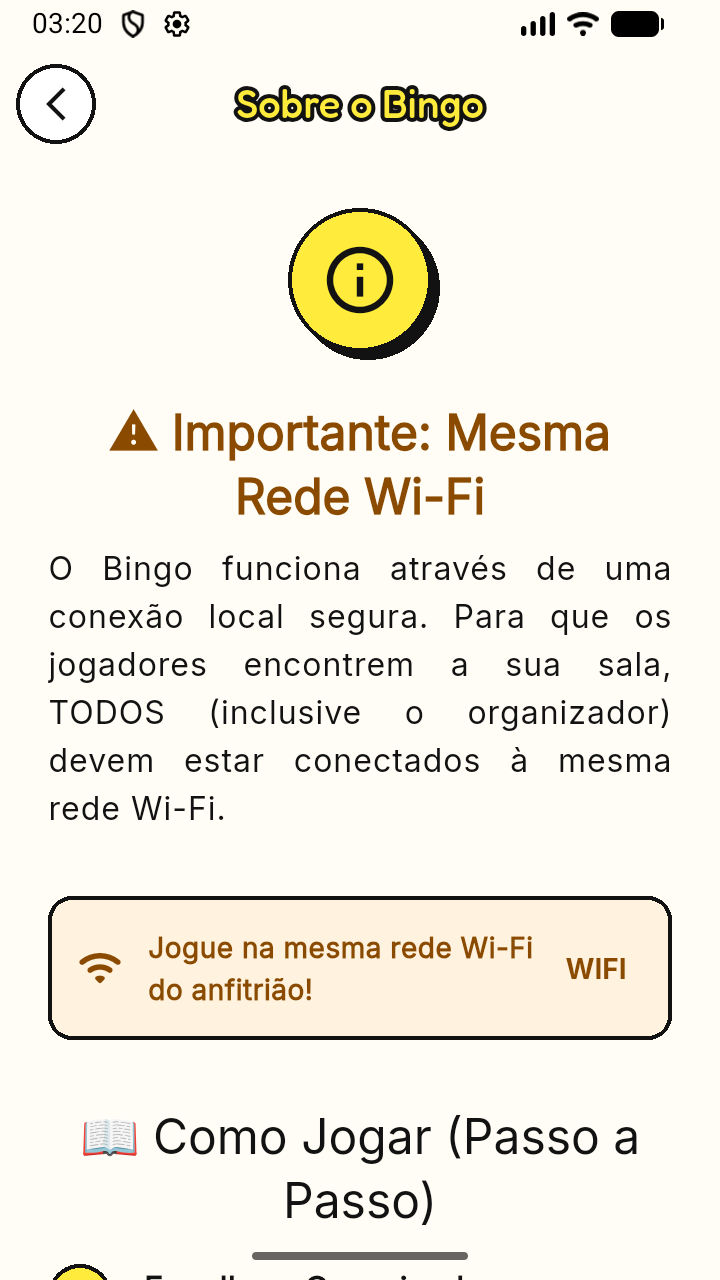 03:20
Sobre o Bingo
Importante: Mesma
Rede Wi-Fi
O Bingo funciona através de uma
conexão local segura. Para que os
jogadores encontrem a sua sala,
TODOS (inclusive o organizador)
devem estar conectados à mesma
rede Wi-Fi.
Jogue na mesma rede Wi-Fi
do anfitrião!
WIFI
📖 Como Jogar (Passo a
Passo)